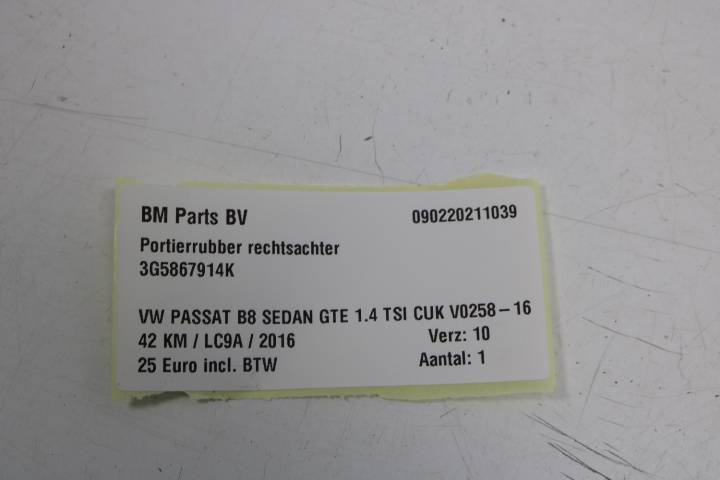 BM Parts BV 090220211039
Portierrubber rechtsachter
3G5867914K
VW PASSAT B8 SEDAN GTE 1.4 TSI CUK V0258-16
42 KM / LC9A / 2016 Verz: 10
25 Euro incl. BTW Aantal: 1